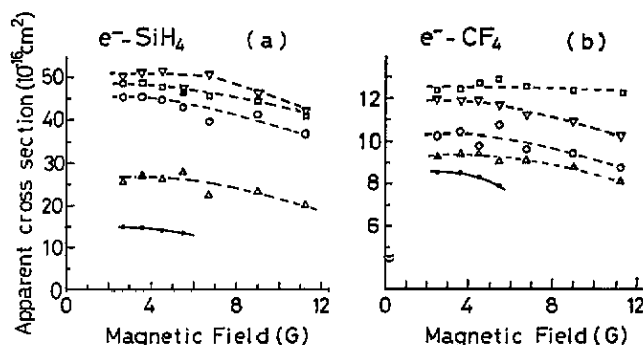 e⁻-SiH₄ (a)
Apparent cross section (10⁻¹⁶cm²)
50
40
30
20
10
0
0 4 8 12
Magnetic Field (G)
e⁻-CF₄ (b)
12
10
8
6
0 4 8 12
Magnetic Field (G)